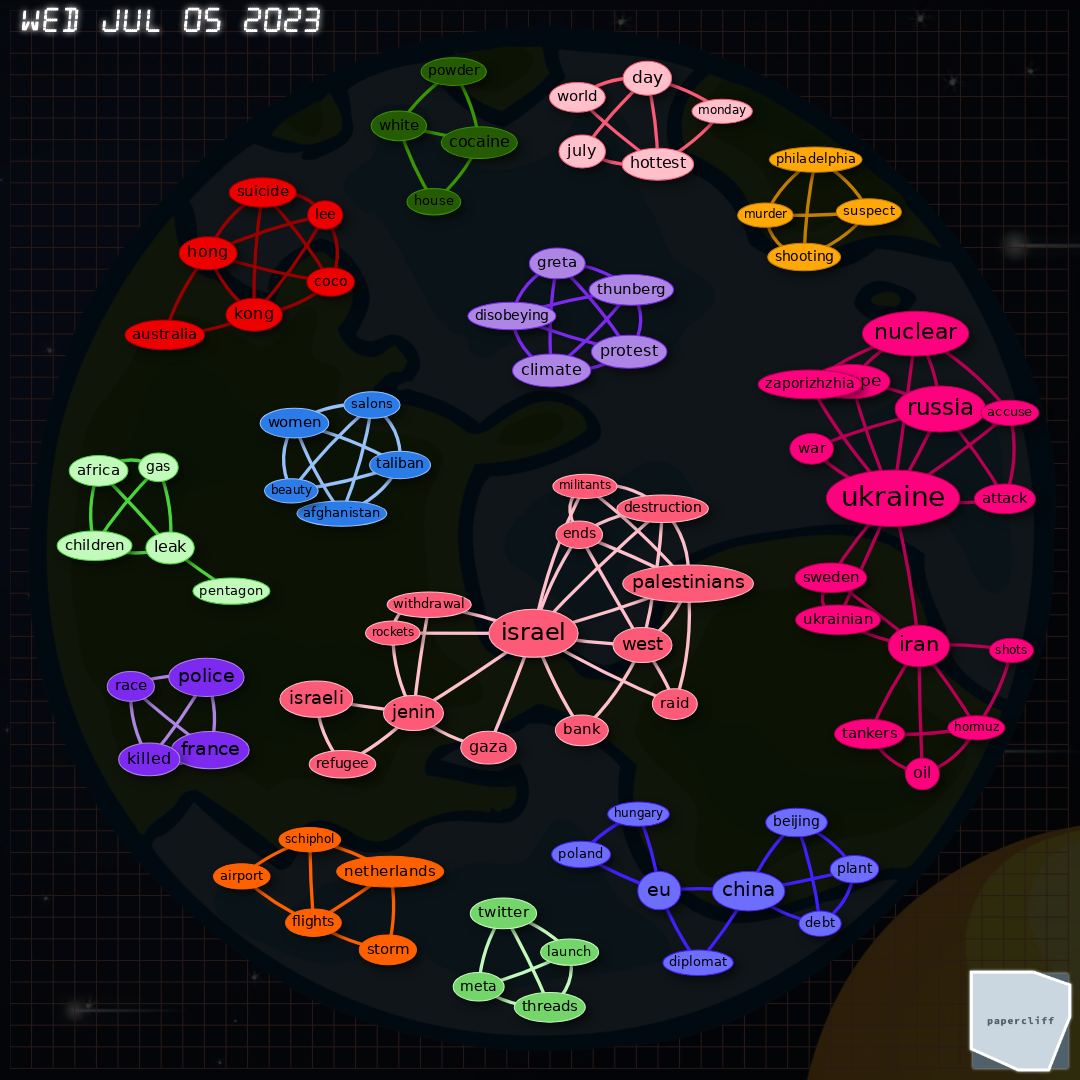 WED JUL 05 2023
powder
white
cocaine
house
day
world
monday
july
hottest
philadelphia
murder
suspect
shooting
suicide
lee
hong
coco
kong
australia
greta
thunberg
disobeying
protest
climate
nuclear
zaporizhzhia
pe
russia
accuse
war
ukraine
attack
sweden
ukrainian
iran
shots
tankers
hormuz
oil
salons
women
taliban
beauty
afghanistan
africa
gas
children
leak
pentagon
militants
destruction
ends
palestinians
withdrawal
rockets
israel
west
israeli
jenin
raid
bank
gaza
refugee
race
police
france
killed
schiphol
airport
netherlands
flights
storm
twitter
launch
meta
threads
hungary
poland
eu
china
beijing
plant
debt
diplomat
papercliff